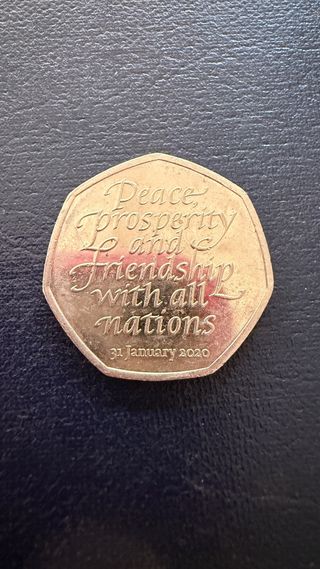 Peace,
prosperity
and
friendship
with all
nations
31 January 2020